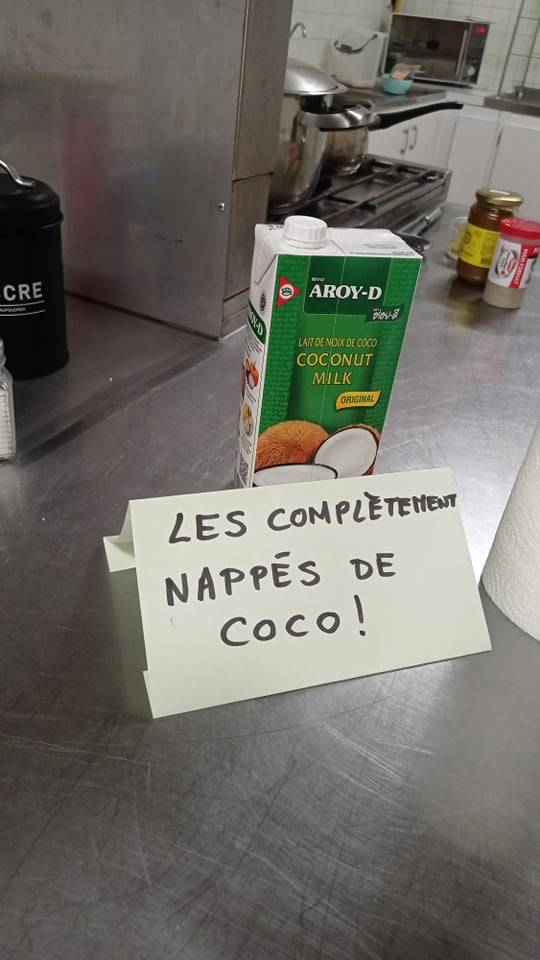 CRE
AROY-D
LAIT DE NOIX DE COCO
COCONUT
MILK
ORIGINAL
LES COMPLÈTEMENT
NAPPÉS DE
COCO!